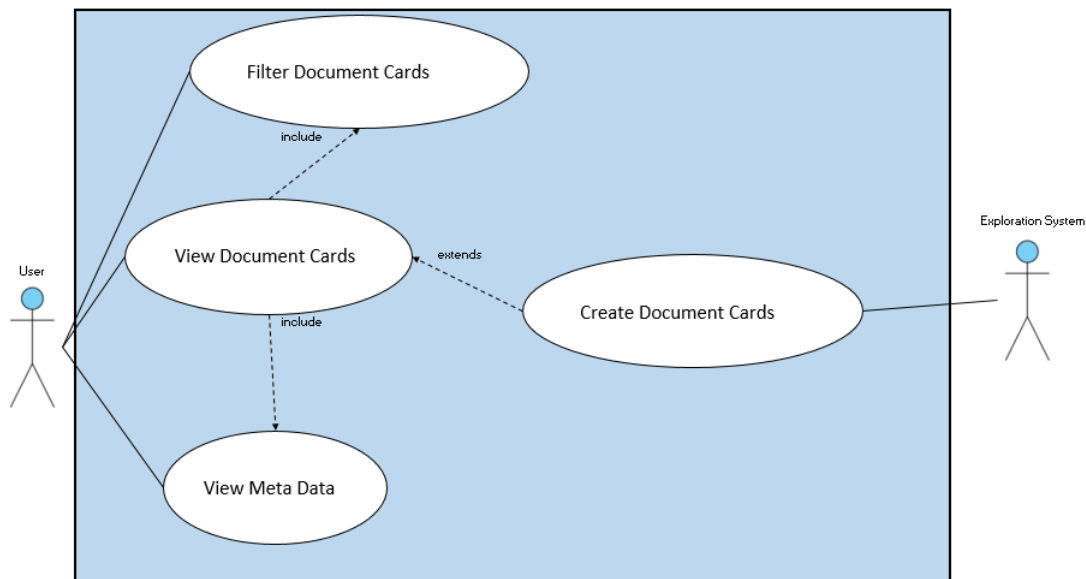 Filter Document Cards
include
Exploration System
View Document Cards
extends
User
Create Document Cards
include
View Meta Data